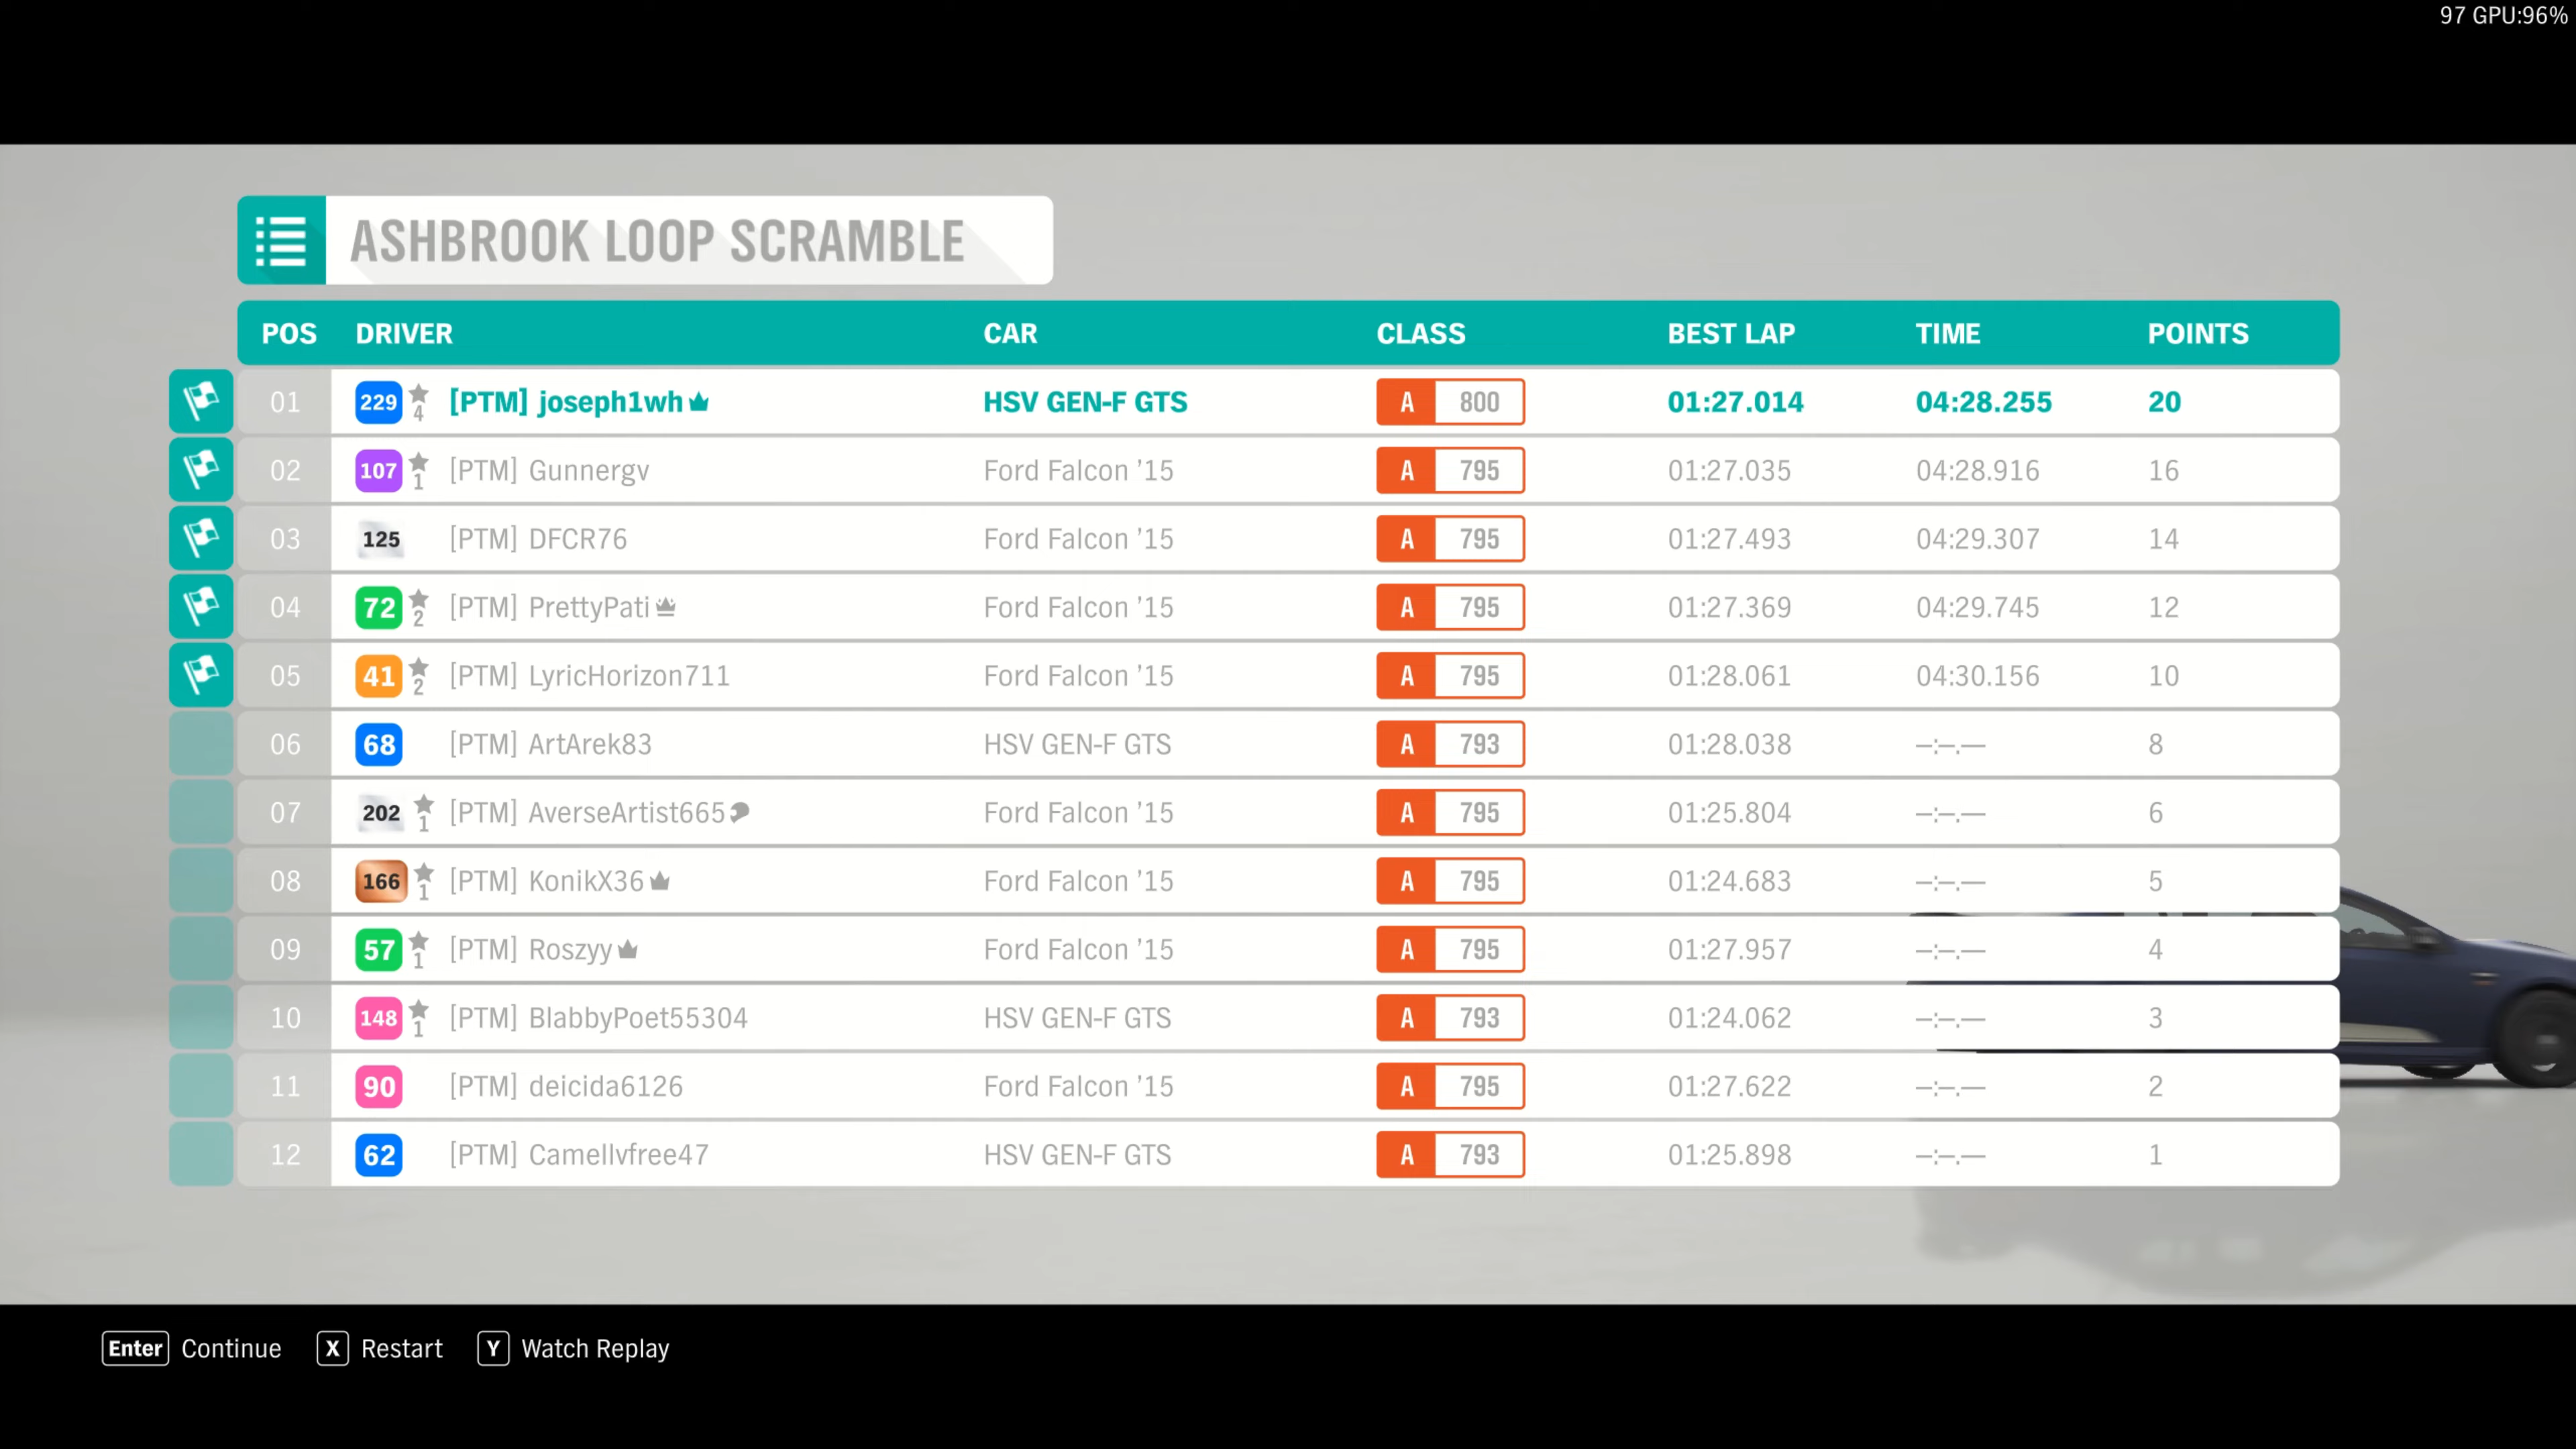 97 GPU:96%
ASHBROOK LOOP SCRAMBLE
POS DRIVER CAR CLASS BEST LAP TIME POINTS
01 229 4 [PTM] joseph1wh HSV GEN-F GTS A 800 01:27.014 04:28.255 20
02 107 1 [PTM] Gunnergv Ford Falcon ’15 A 795 01:27.035 04:28.916 16
03 125 [PTM] DFCR76 Ford Falcon ’15 A 795 01:27.493 04:29.307 14
04 72 2 [PTM] PrettyPati Ford Falcon ’15 A 795 01:27.369 04:29.745 12
05 41 2 [PTM] LyricHorizon711 Ford Falcon ’15 A 795 01:28.061 04:30.156 10
06 68 [PTM] ArtArek83 HSV GEN-F GTS A 793 01:28.038 –:–.–– 8
07 202 1 [PTM] AverseArtist665 Ford Falcon ’15 A 795 01:25.804 –:–.–– 6
08 166 1 [PTM] KonikX36 Ford Falcon ’15 A 795 01:24.683 –:–.–– 5
09 57 1 [PTM] Roszyy Ford Falcon ’15 A 795 01:27.957 –:–.–– 4
10 148 1 [PTM] BlabbyPoet55304 HSV GEN-F GTS A 793 01:24.062 –:–.–– 3
11 90 [PTM] deicida6126 Ford Falcon ’15 A 795 01:27.622 –:–.–– 2
12 62 [PTM] Camellvfree47 HSV GEN-F GTS A 793 01:25.898 –:–.–– 1
Enter Continue X Restart Y Watch Replay